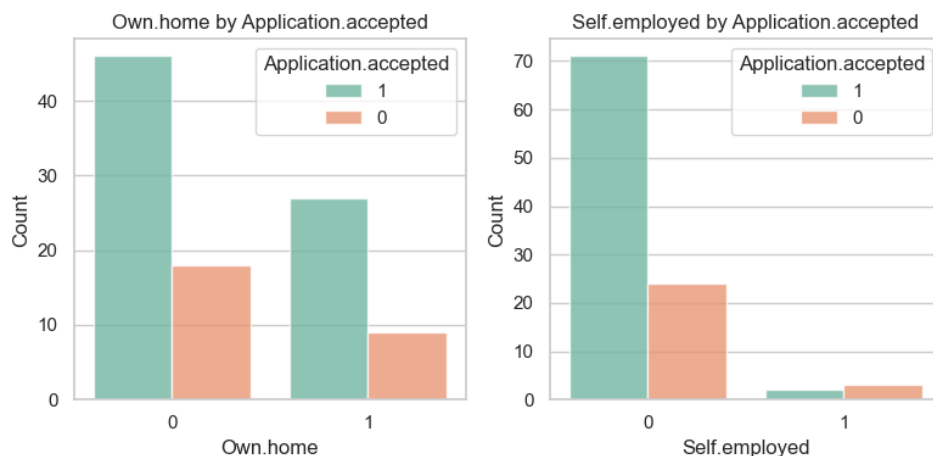 Own.home by Application.accepted
Application.accepted
1
0
Count
40
30
20
10
0
0 1
Own.home
Self.employed by Application.accepted
Application.accepted
1
0
Count
70
60
50
40
30
20
10
0
0 1
Self.employed